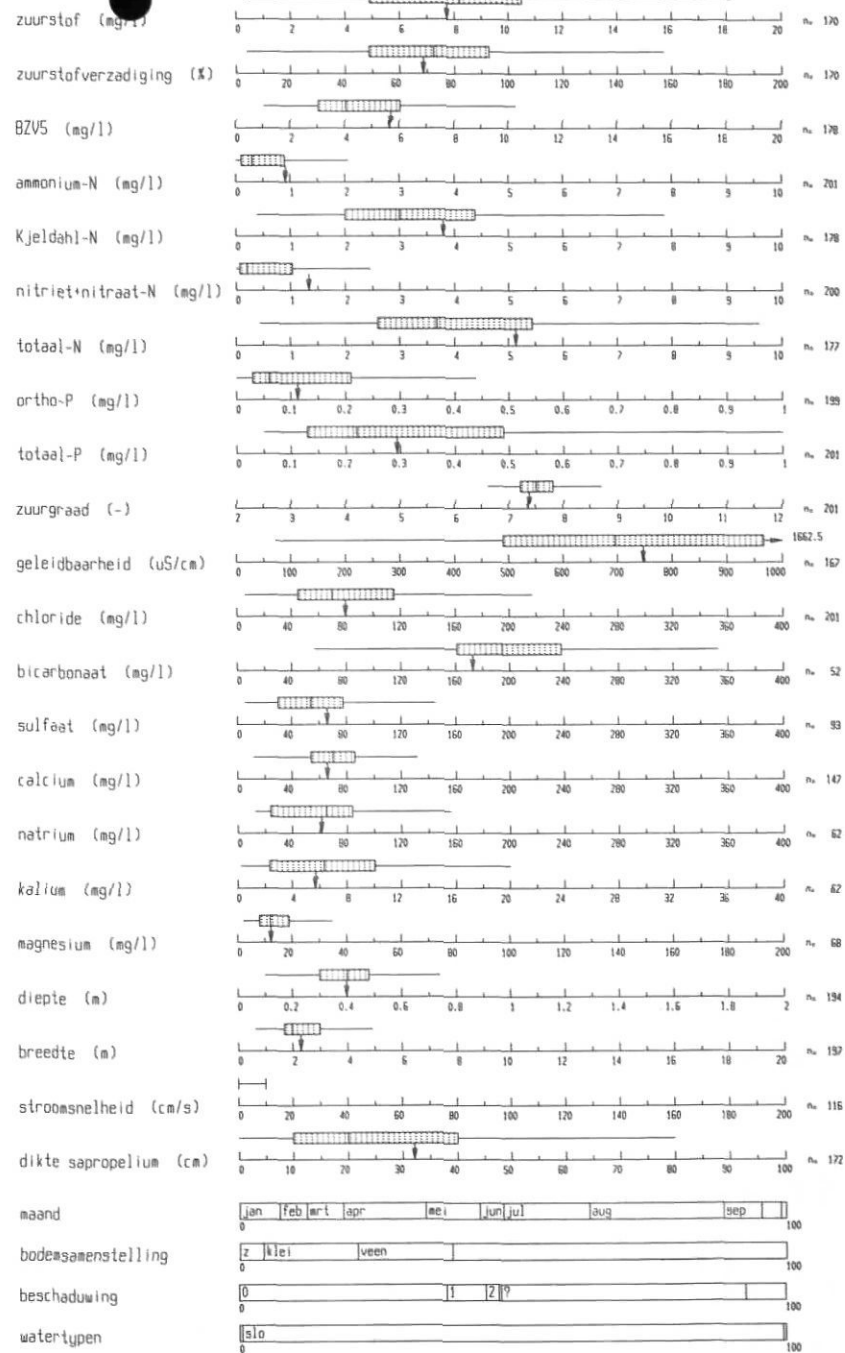 zuurstof (mg/l) 0 2 4 6 8 10 12 14 16 18 20 n= 170
zuurstofverzadiging (%) 0 20 40 60 80 100 120 140 160 180 200 n= 170
BZV5 (mg/l) 0 2 4 6 8 10 12 14 16 18 20 n= 178
ammonium-N (mg/l) 0 1 2 3 4 5 6 7 8 9 10 n= 201
Kjeldahl-N (mg/l) 0 1 2 3 4 5 6 7 8 9 10 n= 178
nitriet+nitraat-N (mg/l) 0 1 2 3 4 5 6 7 8 9 10 n= 200
totaal-N (mg/l) 0 1 2 3 4 5 6 7 8 9 10 n= 177
ortho-P (mg/l) 0 0.1 0.2 0.3 0.4 0.5 0.6 0.7 0.8 0.9 1 n= 199
totaal-P (mg/l) 0 0.1 0.2 0.3 0.4 0.5 0.6 0.7 0.8 0.9 1 n= 201
zuurgraad (-) 2 3 4 5 6 7 8 9 10 11 12 n= 201
1662.5
geleidbaarheid (uS/cm) 0 100 200 300 400 500 600 700 800 900 1000 n= 167
chloride (mg/l) 0 40 80 120 160 200 240 280 320 360 400 n= 201
bicarbonaat (mg/l) 0 40 80 120 160 200 240 280 320 360 400 n= 52
sulfaat (mg/l) 0 40 80 120 160 200 240 280 320 360 400 n= 93
calcium (mg/l) 0 40 80 120 160 200 240 280 320 360 400 n= 147
natrium (mg/l) 0 40 80 120 160 200 240 280 320 360 400 n= 62
kalium (mg/l) 0 4 8 12 16 20 24 28 32 36 40 n= 62
magnesium (mg/l) 0 20 40 60 80 100 120 140 160 180 200 n= 68
diepte (m) 0 0.2 0.4 0.6 0.8 1 1.2 1.4 1.6 1.8 2 n= 194
breedte (m) 0 2 4 6 8 10 12 14 16 18 20 n= 197
stroomsnelheid (cm/s) 0 20 40 60 80 100 120 140 160 180 200 n= 116
dikte sapropelium (cm) 0 10 20 30 40 50 60 70 80 90 100 n= 172
maand jan feb mrt apr mei jun jul aug sep
0 100
bodemsamenstelling z klei veen
0 100
beschaduwing 0 1 2 ?
0 100
watertypen slo
0 100